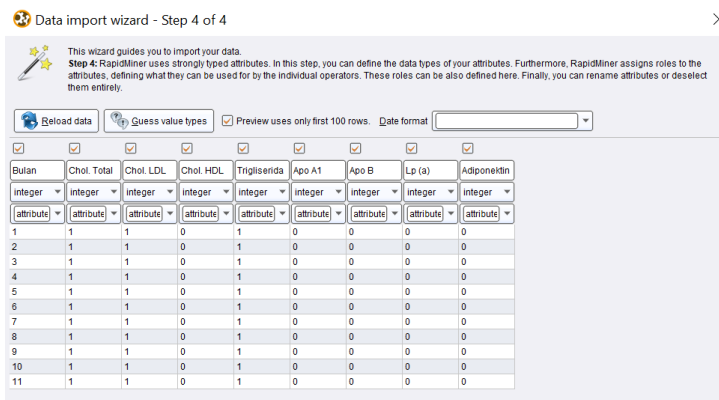 Data import wizard - Step 4 of 4
This wizard guides you to import your data.
Step 4: RapidMiner uses strongly typed attributes. In this step, you can define the data types of your attributes. Furthermore, RapidMiner assigns roles to the
attributes, defining what they can be used for by the individual operators. These roles can be also defined here. Finally, you can rename attributes or deselect
them entirely.
Reload data Guess value types Preview uses only first 100 rows. Date format
Bulan Chol. Total Chol. LDL Chol. HDL Trigliserida Apo A1 Apo B Lp (a) Adiponektin
integer integer integer integer integer integer integer integer integer
attribute attribute attribute attribute attribute attribute attribute attribute attribute
1 1 1 0 1 0 0 0 0
2 1 1 0 1 0 0 0 0
3 1 1 0 1 0 0 0 0
4 1 1 0 1 0 0 0 0
5 1 1 0 1 0 0 0 0
6 1 1 0 1 0 0 0 0
7 1 1 0 1 0 0 0 0
8 1 1 0 1 0 0 0 0
9 1 1 0 1 0 0 0 0
10 1 1 0 1 0 0 0 0
11 1 1 0 1 0 0 0 0